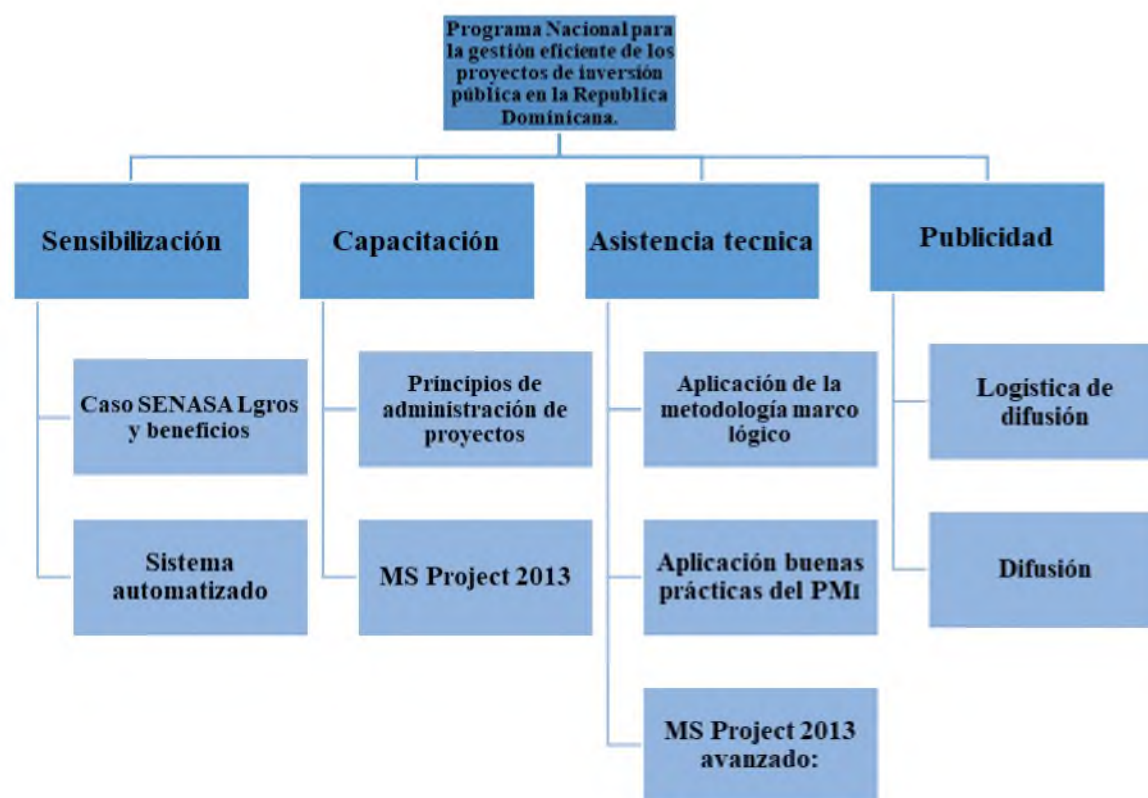 Programa Nacional para
la gestión eficiente de los
proyectos de inversión
pública en la Republica
Dominicana.
Sensibilización
Capacitación
Asistencia tecnica
Publicidad
Caso SENASA Lgros
y beneficios
Sistema
automatizado
Principios de
administración de
proyectos
MS Project 2013
Aplicación de la
metodología marco
lógico
Aplicación buenas
prácticas del PMI
MS Project 2013
avanzado:
Logística de
difusión
Difusión